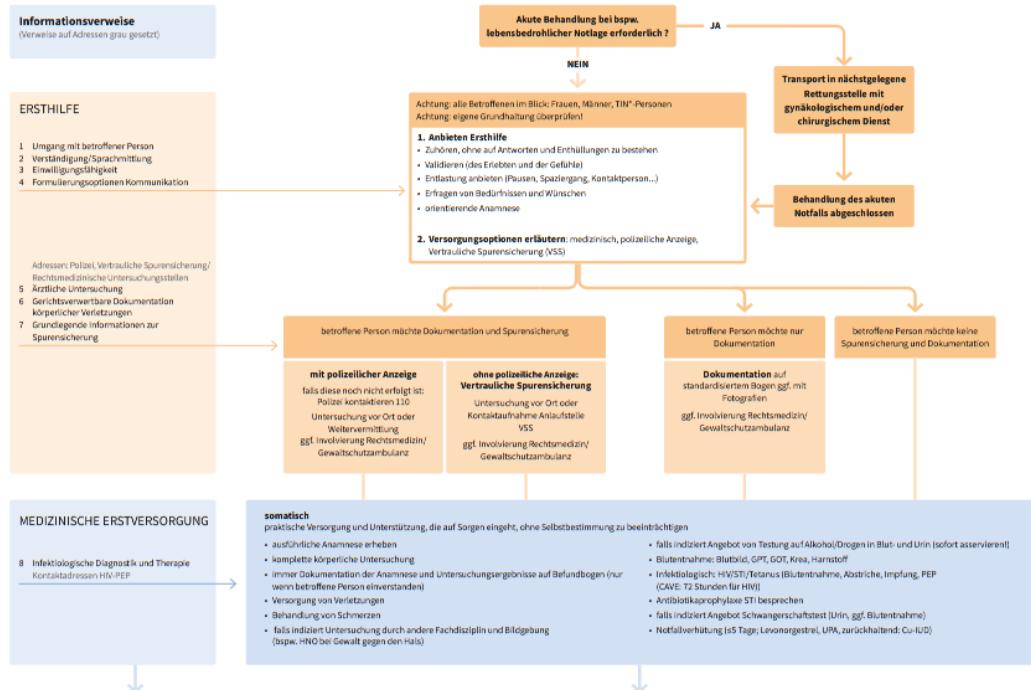 Informationsverweise
(Verweise auf Adressen grau gesetzt)
Akute Behandlung bei bspw.
lebensbedrohlicher Notlage erforderlich ?
JA
NEIN
Transport in nächstgelegene
Rettungsstelle mit
gynäkologischem und/oder
chirurgischem Dienst
Behandlung des akuten
Notfalls abgeschlossen
ERSTHILFE
1 Umgang mit betroffener Person
2 Verständigung/Sprachmittlung
3 Einwilligungsfähigkeit
4 Formulierungsoptionen Kommunikation
Achtung: alle Betroffenen im Blick: Frauen, Männer, TIN*-Personen
Achtung: eigene Grundhaltung überprüfen!
1. Anbieten Ersthilfe
• Zuhören, ohne auf Antworten und Enthüllungen zu bestehen
• Validieren (des Erlebten und der Gefühle)
• Entlastung anbieten (Pausen, Spaziergang, Kontaktperson...)
• Erfragen von Bedürfnissen und Wünschen
• orientierende Anamnese
2. Versorgungsoptionen erläutern: medizinisch, polizeiliche Anzeige,
Vertrauliche Spurensicherung (VSS)
Adressen: Polizei, Vertrauliche Spurensicherung/
Rechtsmedizinische Untersuchungsstellen
5 Ärztliche Untersuchung
6 Gerichtsverwertbare Dokumentation
körperlicher Verletzungen
7 Grundlegende Informationen zur
Spurensicherung
betroffene Person möchte Dokumentation und Spurensicherung
mit polizeilicher Anzeige
falls diese noch nicht erfolgt ist:
Polizei kontaktieren 110
Untersuchung vor Ort oder
Weitervermittlung
ggf. Involvierung Rechtsmedizin/
Gewaltschutzambulanz
ohne polizeiliche Anzeige:
Vertrauliche Spurensicherung
Untersuchung vor Ort oder
Kontaktaufnahme Anlaufstelle
VSS
ggf. Involvierung Rechtsmedizin/
Gewaltschutzambulanz
betroffene Person möchte nur
Dokumentation
Dokumentation auf
standardisiertem Bogen ggf. mit
Fotografien
ggf. Involvierung Rechtsmedizin/
Gewaltschutzambulanz
betroffene Person möchte keine
Spurensicherung und Dokumentation
MEDIZINISCHE ERSTVERSORGUNG
8 Infektiologische Diagnostik und Therapie
Kontaktadressen HIV-PEP
somatisch
praktische Versorgung und Unterstützung, die auf Sorgen eingeht, ohne Selbstbestimmung zu beeinträchtigen
• ausführliche Anamnese erheben
• komplette körperliche Untersuchung
• immer Dokumentation der Anamnese und Untersuchungsergebnisse auf Befundbogen (nur
wenn betroffene Person einverstanden)
• Versorgung von Verletzungen
• Behandlung von Schmerzen
• falls indiziert Untersuchung durch andere Fachdisziplin und Bildgebung
(bspw. HNO bei Gewalt gegen den Hals)
• falls indiziert Angebot von Testung auf Alkohol/Drogen in Blut- und Urin (sofort asservieren!)
• Blutentnahme: Blutbild, GPT, GOT, Krea, Harnstoff
• Infektiologisch: HIV/STI/Tetanus (Blutentnahme, Abstriche, Impfung, PEP
(CAVE: 72 Stunden für HIV))
• Antibiotikaprophylaxe STI besprechen
• falls indiziert Angebot Schwangerschaftstest (Urin, ggf. Blutentnahme)
• Notfallverhütung (≤5 Tage; Levonorgestrel, UPA, zurückhaltend: Cu-IUD)